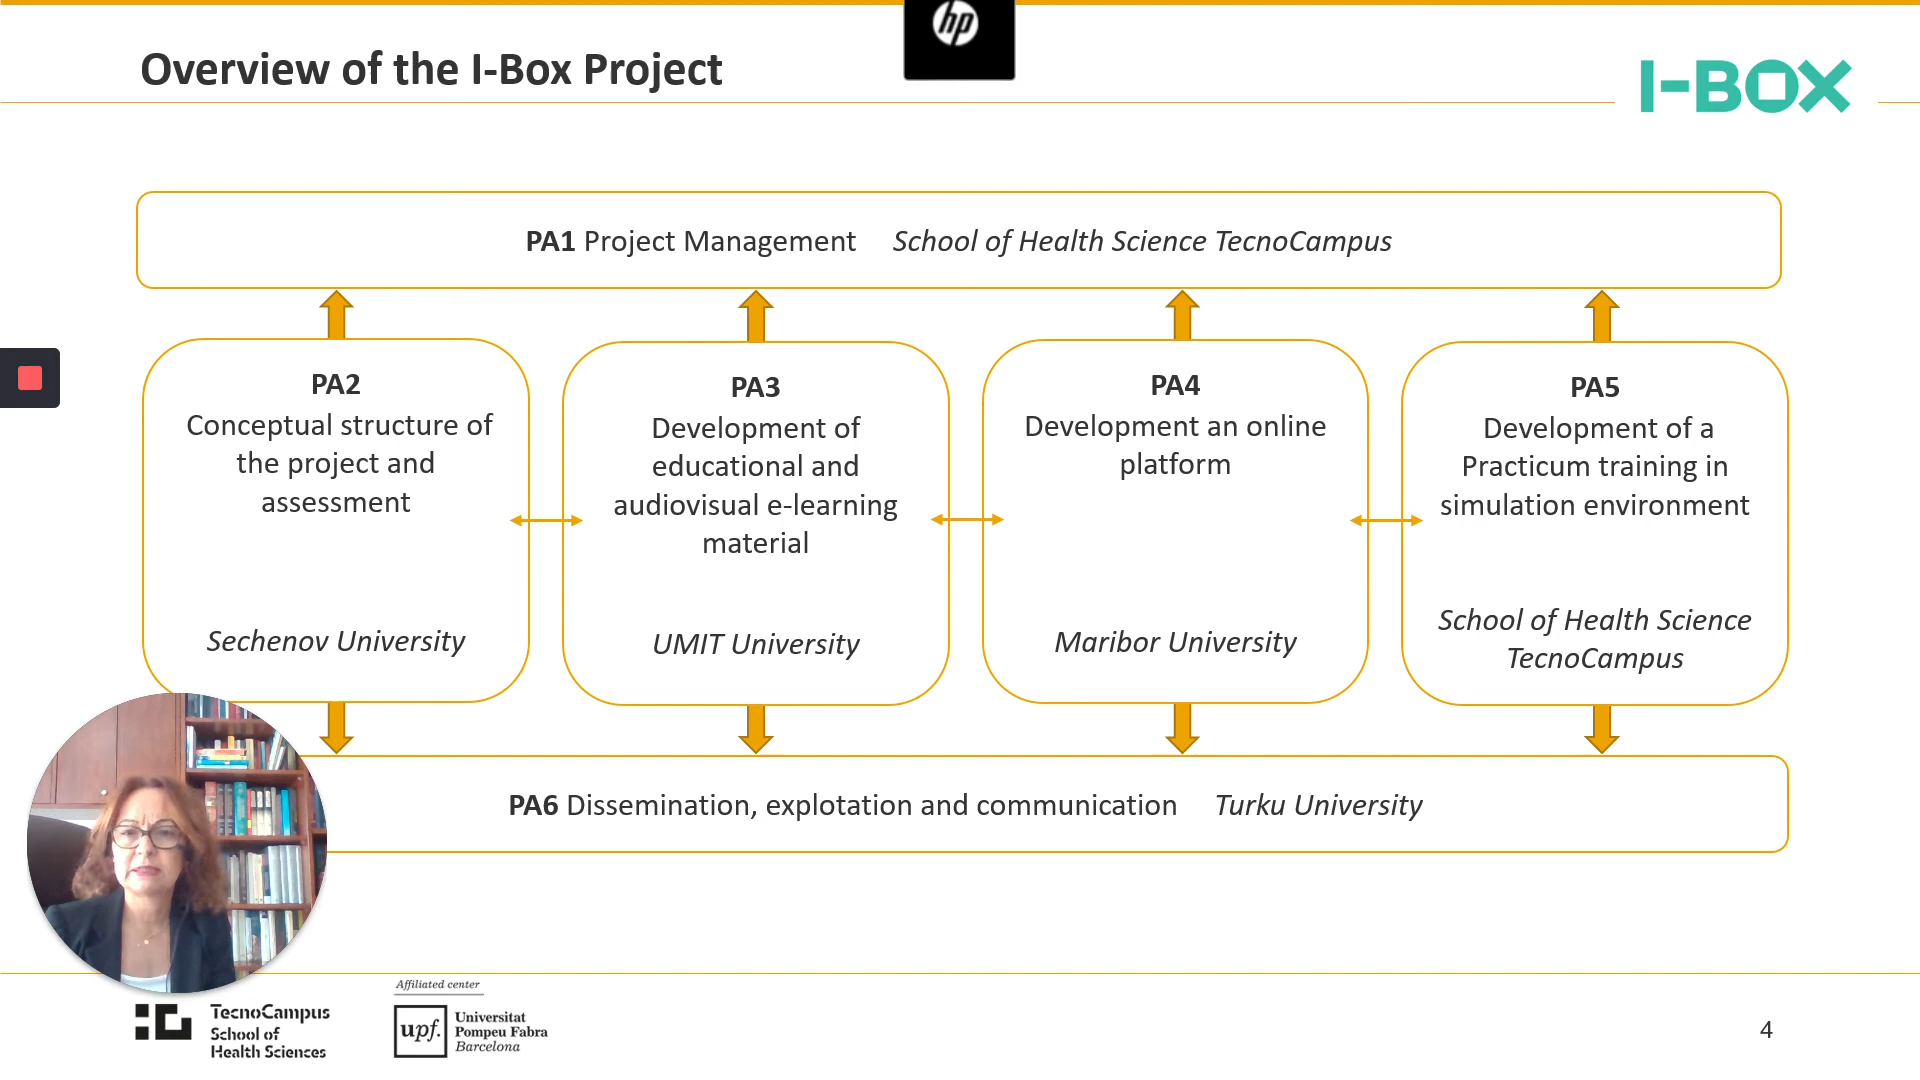 hp
Overview of the I-Box Project
I-BOX
PA1 Project Management School of Health Science TecnoCampus
PA2
Conceptual structure of
the project and
assessment
Sechenov University
PA3
Development of
educational and
audiovisual e-learning
material
UMIT University
PA4
Development an online
platform
Maribor University
PA5
Development of a
Practicum training in
simulation environment
School of Health Science
TecnoCampus
PA6 Dissemination, explotation and communication Turku University
TecnoCampus
School of
Health Sciences
Affiliated center
upf.
Universitat
Pompeu Fabra
Barcelona
4